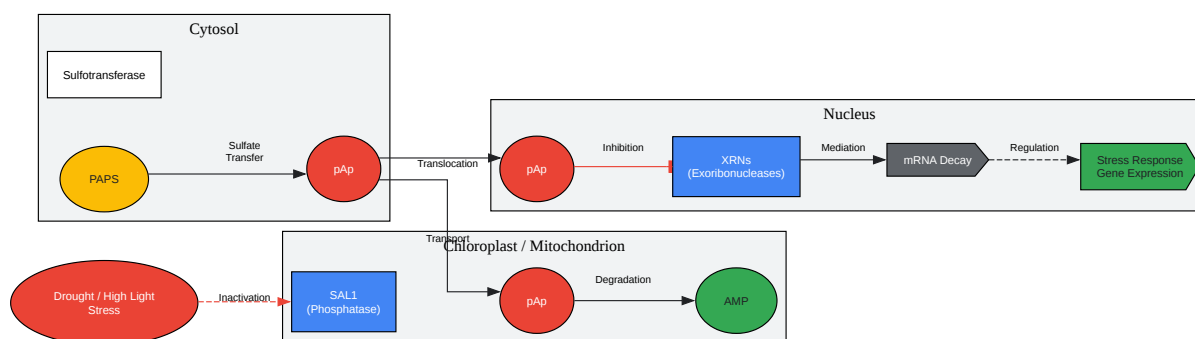 Cytosol
Sulfotransferase
PAPS
Sulfate
Transfer
pAp
Translocation
Transport
Nucleus
pAp
Inhibition
XRNs
(Exoribonucleases)
Mediation
mRNA Decay
Regulation
Stress Response
Gene Expression
Chloroplast / Mitochondrion
Drought / High Light
Stress
Inactivation
SAL1
(Phosphatase)
pAp
Degradation
AMP